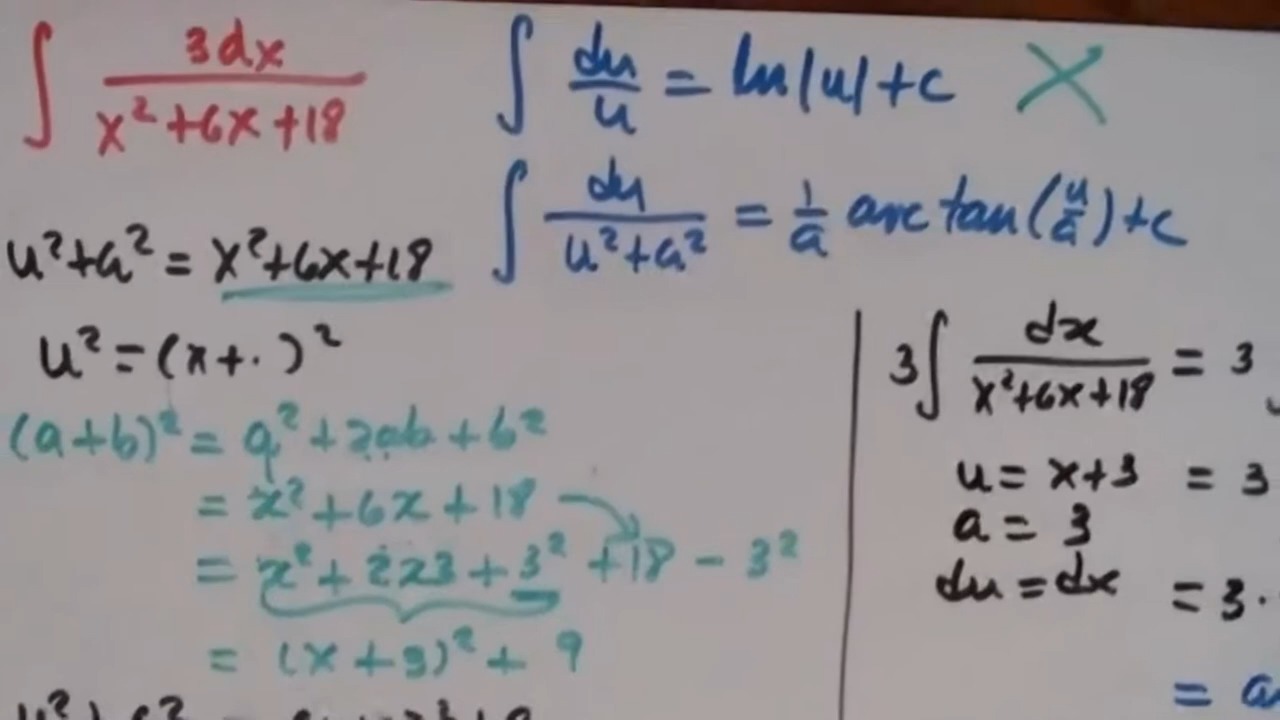 ∫ 3dx / x²+6x+18
∫ du/u = ln|u|+c
∫ du / u²+a² = 1/a arc tan(u/a)+c
u²+a² = x²+6x+18
u² = (x+. )²
(a+b)² = a²+2ab+b²
= x²+6x+18
= x²+2x3+3²+18-3²
= (x+3)²+9
3∫ dx / x²+6x+18 = 3
u = x+3 = 3
a = 3
du = dx = 3.